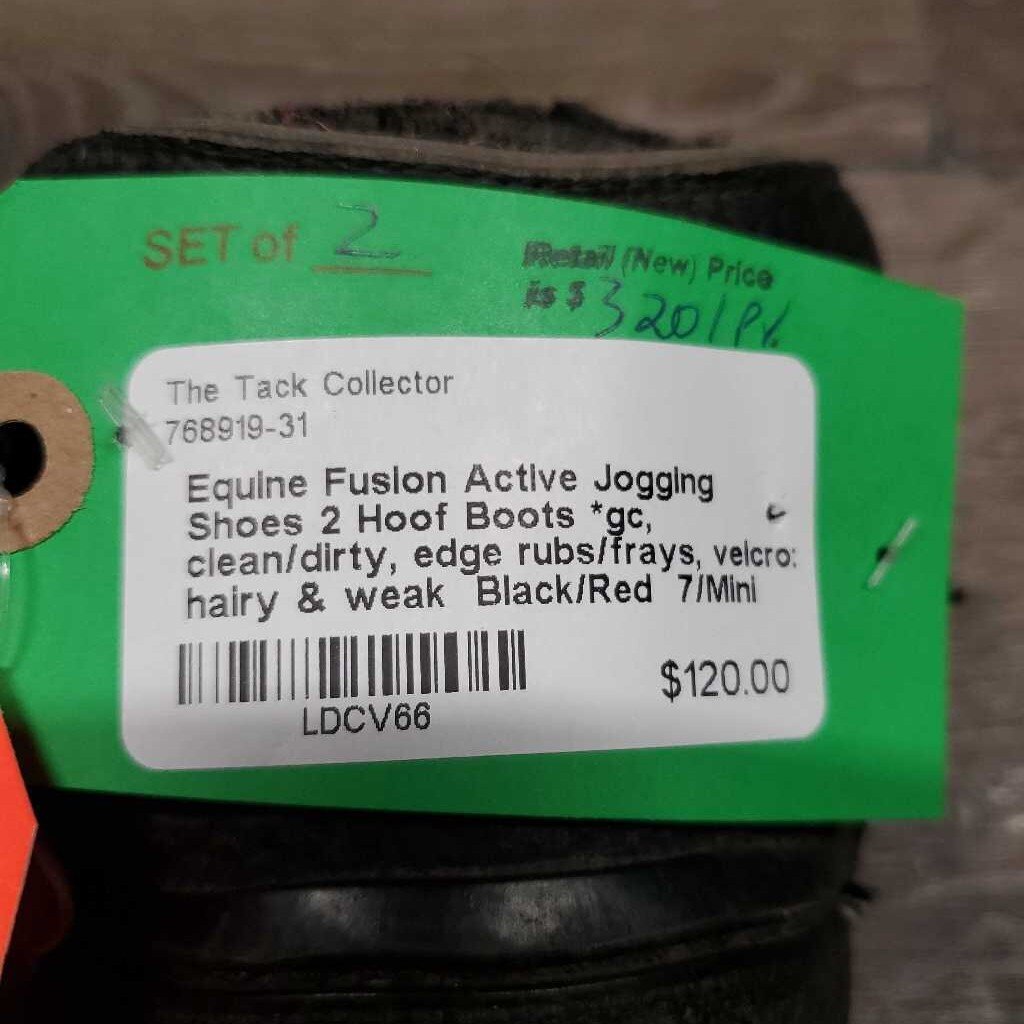 SET of 2
Retail (New) Price
is $ 320/Pr
The Tack Collector
768919-31
Equine Fusion Active Jogging
Shoes 2 Hoof Boots *gc,
clean/dirty, edge rubs/frays, velcro:
hairy & weak Black/Red 7/Mini
$120.00
LDCV66